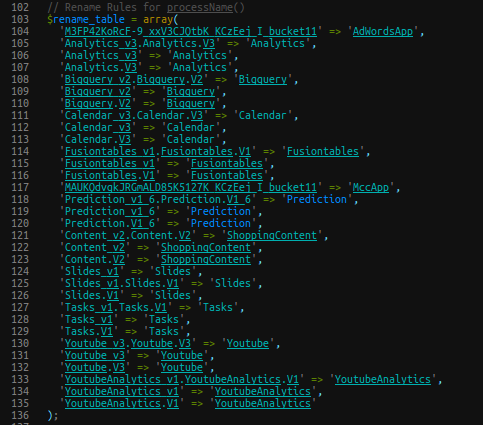 102 // Rename Rules for processName()
103 $rename_table = array(
104 'M3FP42KoRcF-9_xxV3CJOtbK_KCzEej_I_bucket11' => 'AdWordsApp',
105 'Analytics_v3.Analytics.V3' => 'Analytics',
106 'Analytics_v3' => 'Analytics',
107 'Analytics.V3' => 'Analytics',
108 'Bigquery_v2.Bigquery.V2' => 'Bigquery',
109 'Bigquery_v2' => 'Bigquery',
110 'Bigquery.V2' => 'Bigquery',
111 'Calendar_v3.Calendar.V3' => 'Calendar',
112 'Calendar_v3' => 'Calendar',
113 'Calendar.V3' => 'Calendar',
114 'Fusiontables_v1.Fusiontables.V1' => 'Fusiontables',
115 'Fusiontables_v1' => 'Fusiontables',
116 'Fusiontables.V1' => 'Fusiontables',
117 'MAUKQdvgkJRGmALD85K5127K_KCzEej_I_bucket11' => 'MccApp',
118 'Prediction_v1_6.Prediction.V1_6' => 'Prediction',
119 'Prediction_v1_6' => 'Prediction',
120 'Prediction.V1_6' => 'Prediction',
121 'Content_v2.Content.V2' => 'ShoppingContent',
122 'Content_v2' => 'ShoppingContent',
123 'Content.V2' => 'ShoppingContent',
124 'Slides_v1' => 'Slides',
125 'Slides_v1.Slides.V1' => 'Slides',
126 'Slides.V1' => 'Slides',
127 'Tasks_v1.Tasks.V1' => 'Tasks',
128 'Tasks_v1' => 'Tasks',
129 'Tasks.V1' => 'Tasks',
130 'Youtube_v3.Youtube.V3' => 'Youtube',
131 'Youtube_v3' => 'Youtube',
132 'Youtube.V3' => 'Youtube',
133 'YoutubeAnalytics_v1.YoutubeAnalytics.V1' => 'YoutubeAnalytics',
134 'YoutubeAnalytics_v1' => 'YoutubeAnalytics',
135 'YoutubeAnalytics.V1' => 'YoutubeAnalytics'
136 );